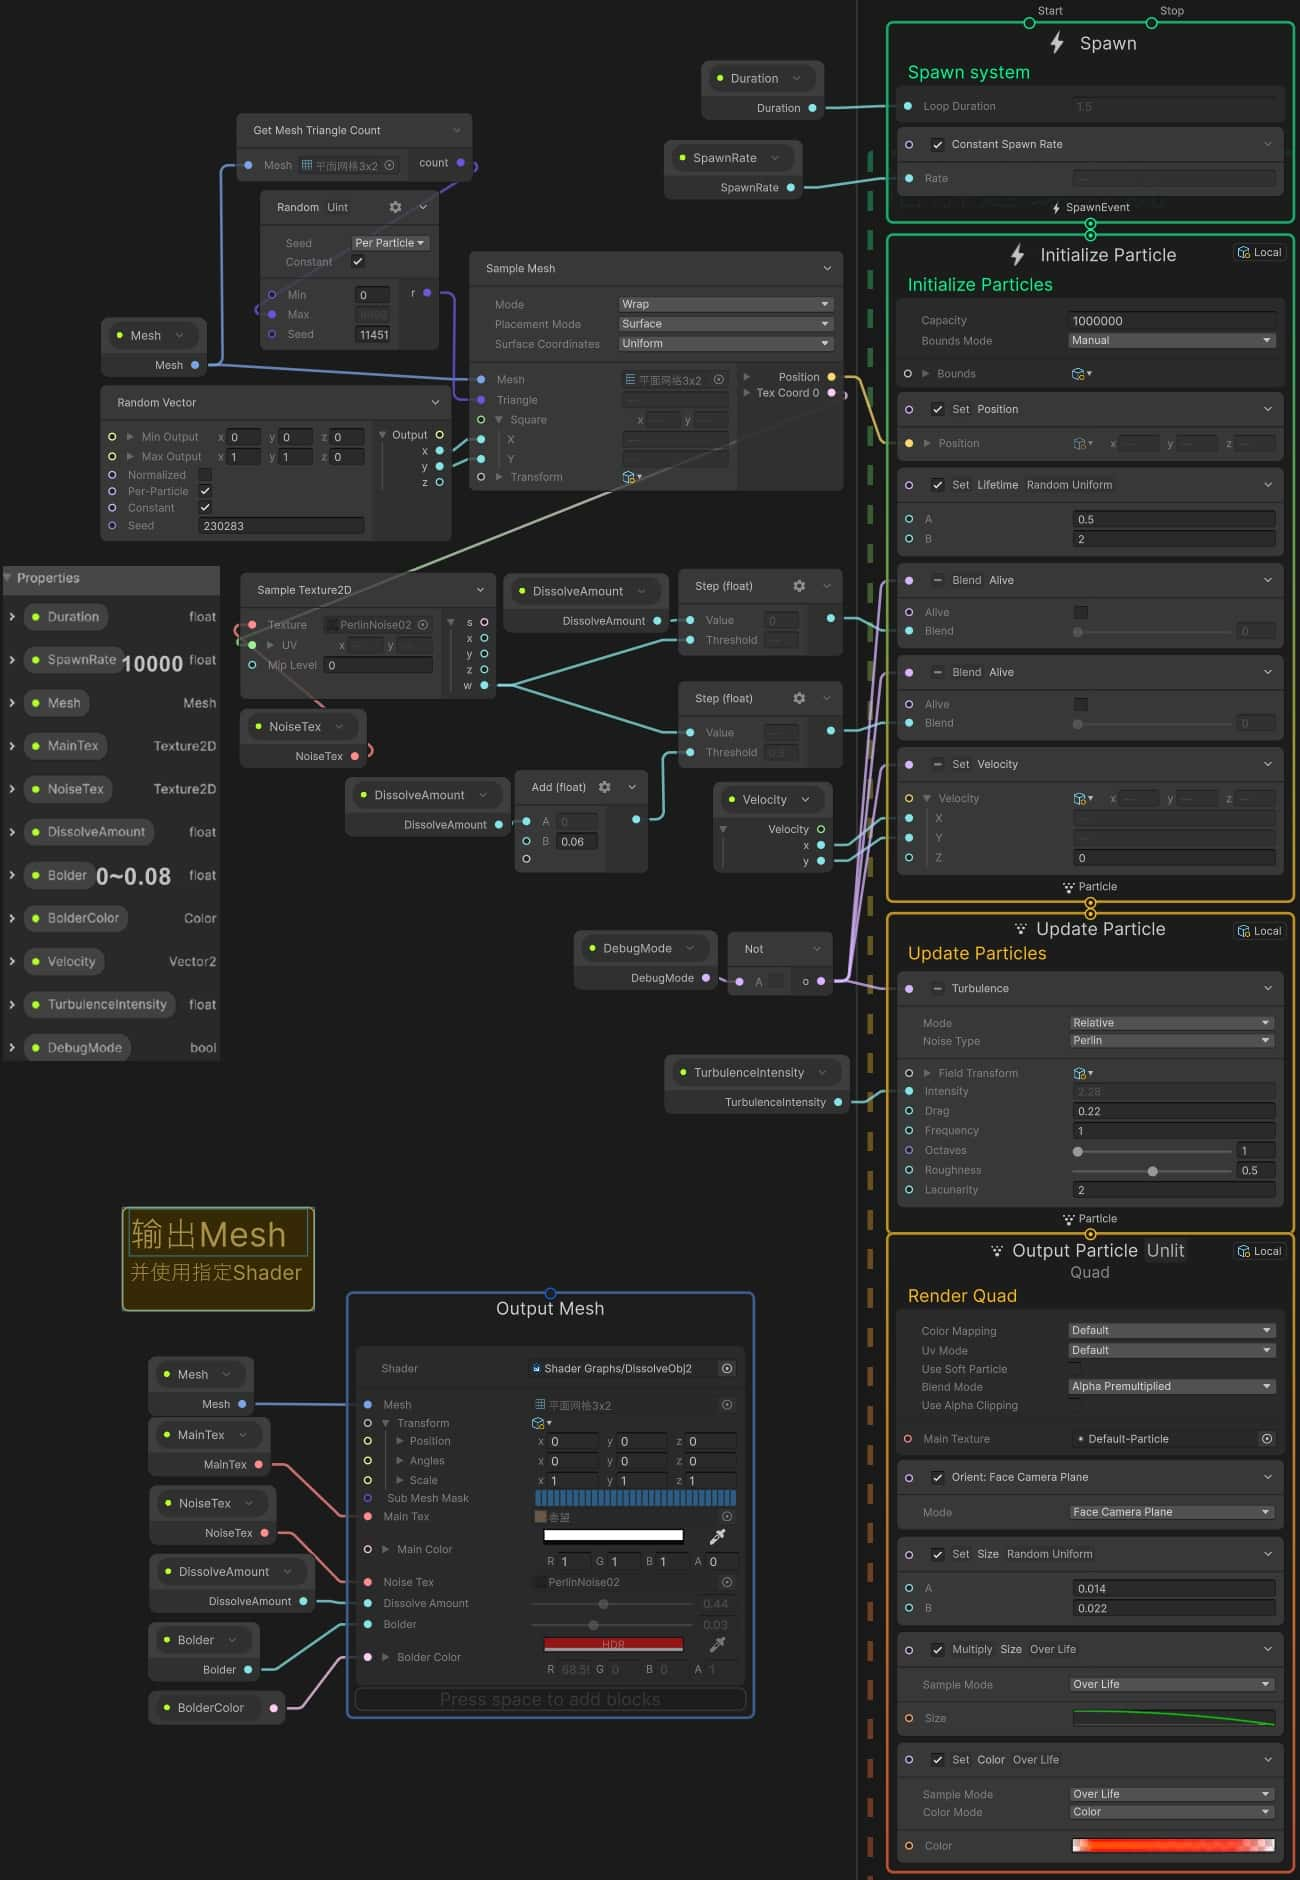 Start
Stop
Spawn
Spawn system
Loop Duration 1.5
Constant Spawn Rate
Rate
SpawnEvent
Duration
Duration
SpawnRate
SpawnRate
Get Mesh Triangle Count
Mesh 平面网格3x2 count
Random Uint
Seed Per Particle
Constant
Min 0 r
Max
Seed 11451
Mesh
Mesh
Sample Mesh
Mode Wrap
Placement Mode Surface
Surface Coordinates Uniform
Mesh 平面网格3x2 Position
Triangle Tex Coord 0
Square x y
X
Y
Transform
Random Vector
Min Output x 0 y 0 z 0 Output
Max Output x 1 y 1 z 0 x
Normalized y
Per-Particle z
Constant
Seed 230283
Initialize Particle Local
Initialize Particles
Capacity 1000000
Bounds Mode Manual
Bounds
Set Position
Position x y z
Set Lifetime Random Uniform
A 0.5
B 2
Blend Alive
Alive
Blend 0
Blend Alive
Alive
Blend 0
Set Velocity
Velocity x y z
X
Y
Z 0
Particle
Properties
Duration float
SpawnRate 10000 float
Mesh Mesh
MainTex Texture2D
NoiseTex Texture2D
DissolveAmount float
Bolder 0~0.08 float
BolderColor Color
Velocity Vector2
TurbulenceIntensity float
DebugMode bool
Sample Texture2D
Texture PerlinNoise02 s
UV x y x
Mip Level 0 y
z
w
NoiseTex
NoiseTex
DissolveAmount
DissolveAmount
Step (float)
Value 0
Threshold
Step (float)
Value
Threshold 0.5
DissolveAmount
DissolveAmount
Add (float)
A 0
B 0.06
Velocity
Velocity
x
y
DebugMode
DebugMode
Not
A o
TurbulenceIntensity
TurbulenceIntensity
Update Particle Local
Update Particles
Turbulence
Mode Relative
Noise Type Perlin
Field Transform
Intensity 2.28
Drag 0.22
Frequency 1
Octaves 1
Roughness 0.5
Lacunarity 2
Particle
输出Mesh
并使用指定Shader
Output Mesh
Shader Shader Graphs/DissolveObj2
Mesh 平面网格3x2
Transform
Position x 0 y 0 z 0
Angles x 0 y 0 z 0
Scale x 1 y 1 z 1
Sub Mesh Mask
Main Tex
Main Color
R 1 G 1 B 1 A 0
Noise Tex PerlinNoise02
Dissolve Amount 0.44
Bolder 0.03
HDR
Bolder Color
R 68.5 G 0 B 0 A 1
Press space to add blocks
Mesh
Mesh
MainTex
MainTex
NoiseTex
NoiseTex
DissolveAmount
DissolveAmount
Bolder
Bolder
BolderColor
Output Particle Unlit Local
Quad
Render Quad
Color Mapping Default
Uv Mode Default
Use Soft Particle
Blend Mode Alpha Premultiplied
Use Alpha Clipping
Main Texture Default-Particle
Orient: Face Camera Plane
Mode Face Camera Plane
Set Size Random Uniform
A 0.014
B 0.022
Multiply Size Over Life
Sample Mode Over Life
Size
Set Color Over Life
Sample Mode Over Life
Color Mode Color
Color